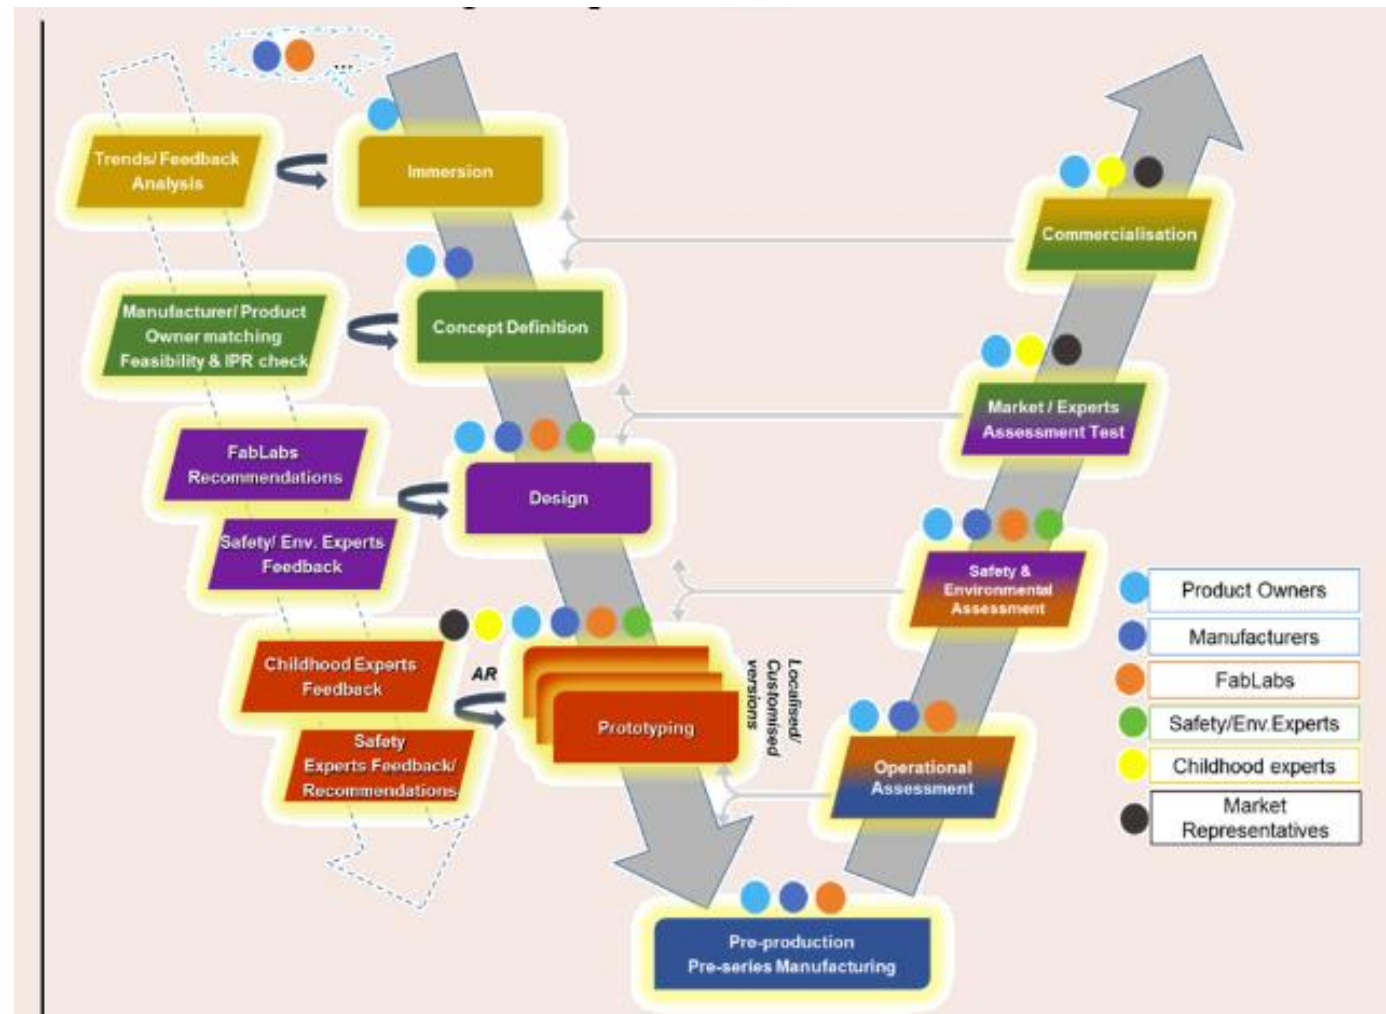 ...
Trends/ Feedback
Analysis
Immersion
Commercialisation
Manufacturer/ Product
Owner matching
Feasibility & IPR check
Concept Definition
Market / Experts
Assessment Test
FabLabs
Recommendations
Design
Safety/ Env. Experts
Feedback
Safety &
Environmental
Assessment
Childhood Experts
Feedback
AR
Prototyping
Localised/
Customised
versions
Safety
Experts Feedback/
Recommendations
Operational
Assessment
Pre-production
Pre-series Manufacturing
Product Owners
Manufacturers
FabLabs
Safety/Env.Experts
Childhood experts
Market
Representatives